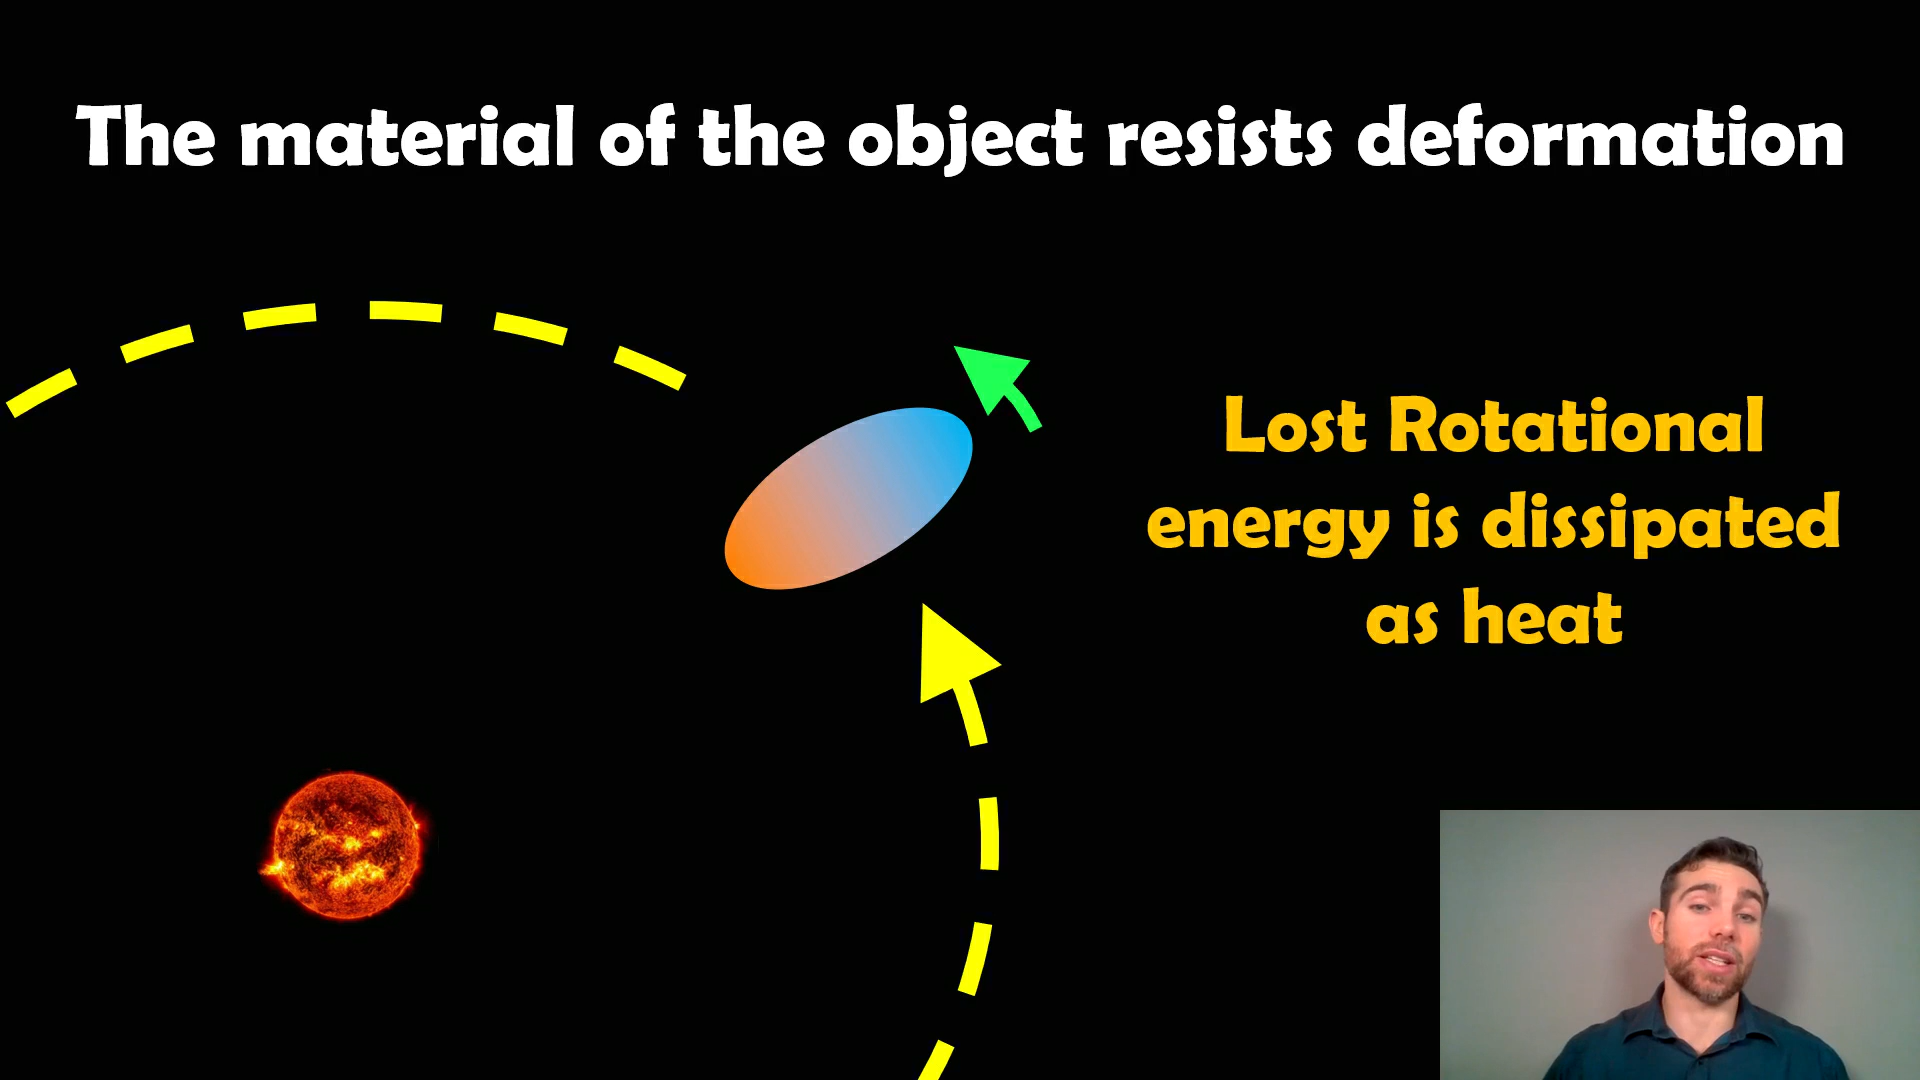 The material of the object resists deformation
Lost Rotational
energy is dissipated
as heat